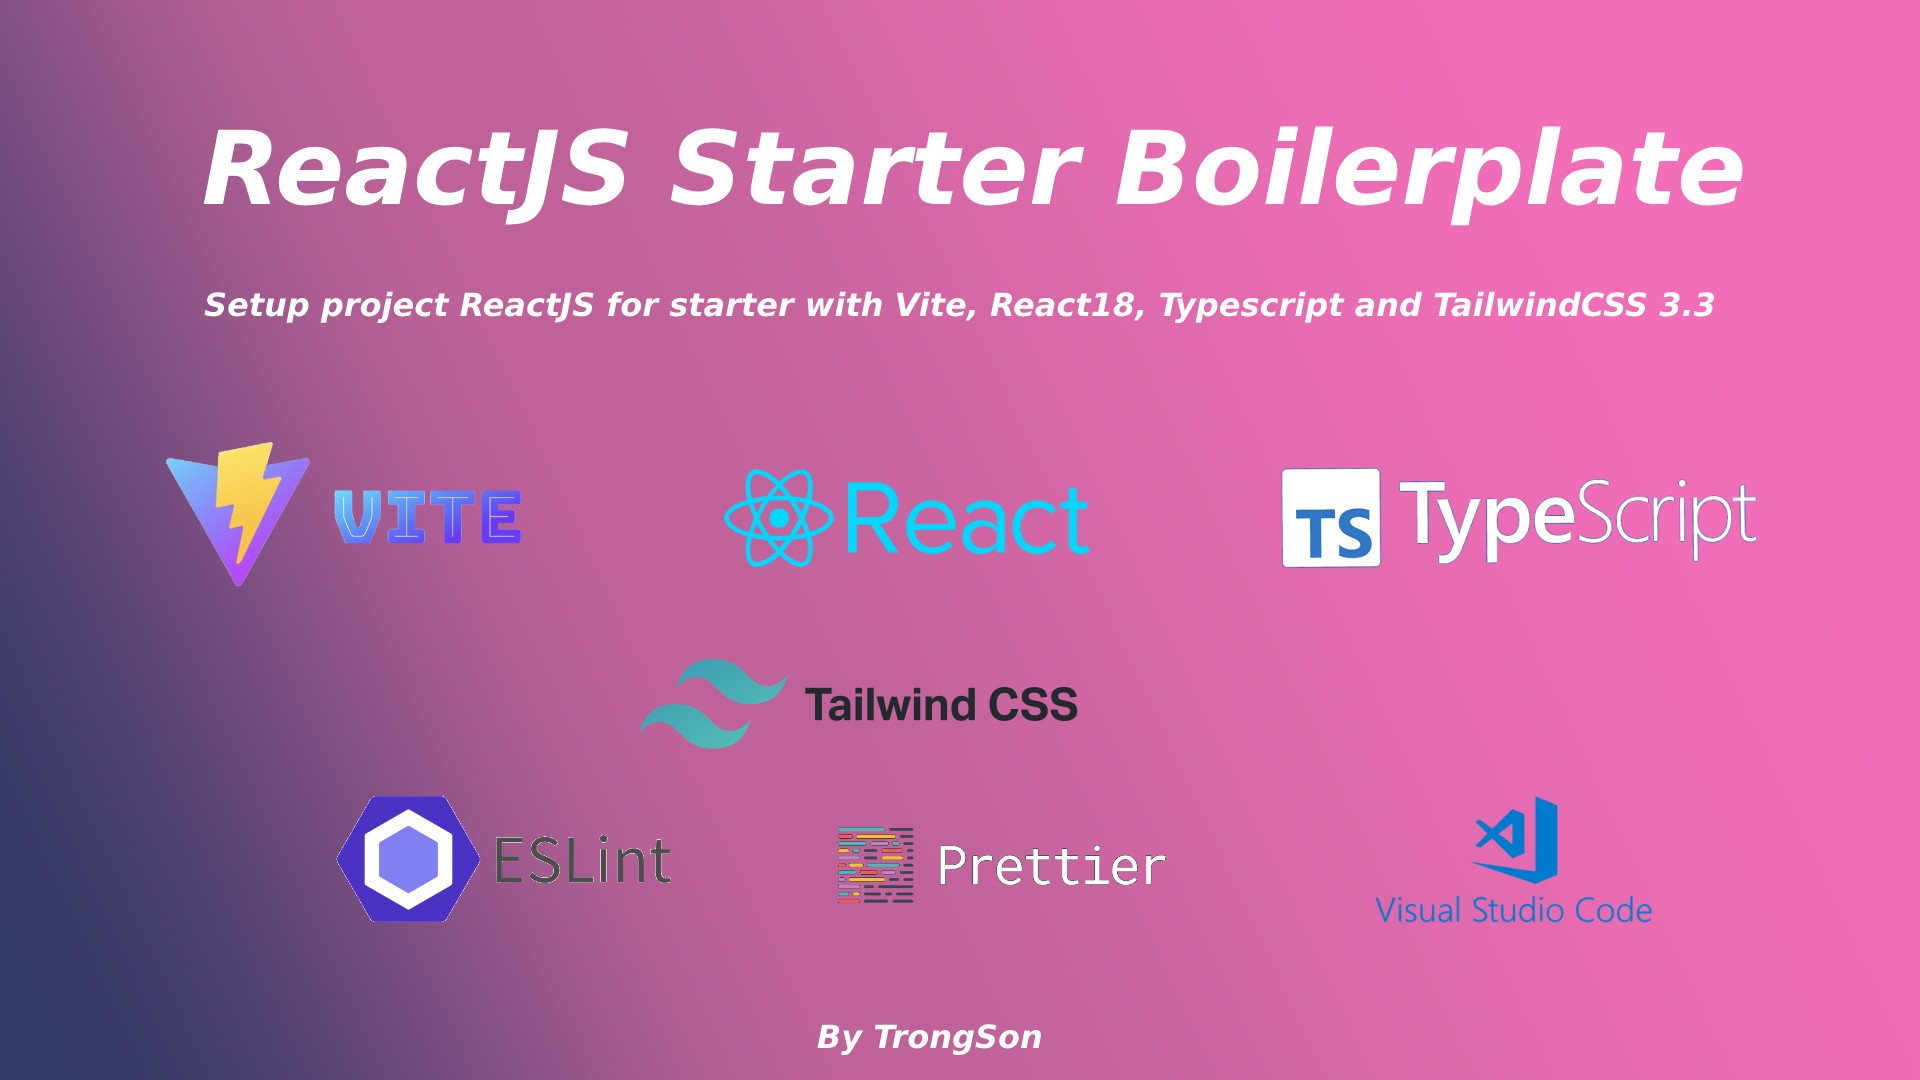 ReactJS Starter Boilerplate
Setup project ReactJS for starter with Vite, React18, Typescript and TailwindCSS 3.3
VITE
React
TS TypeScript
Tailwind CSS
ESLint
Prettier
Visual Studio Code
By TrongSon